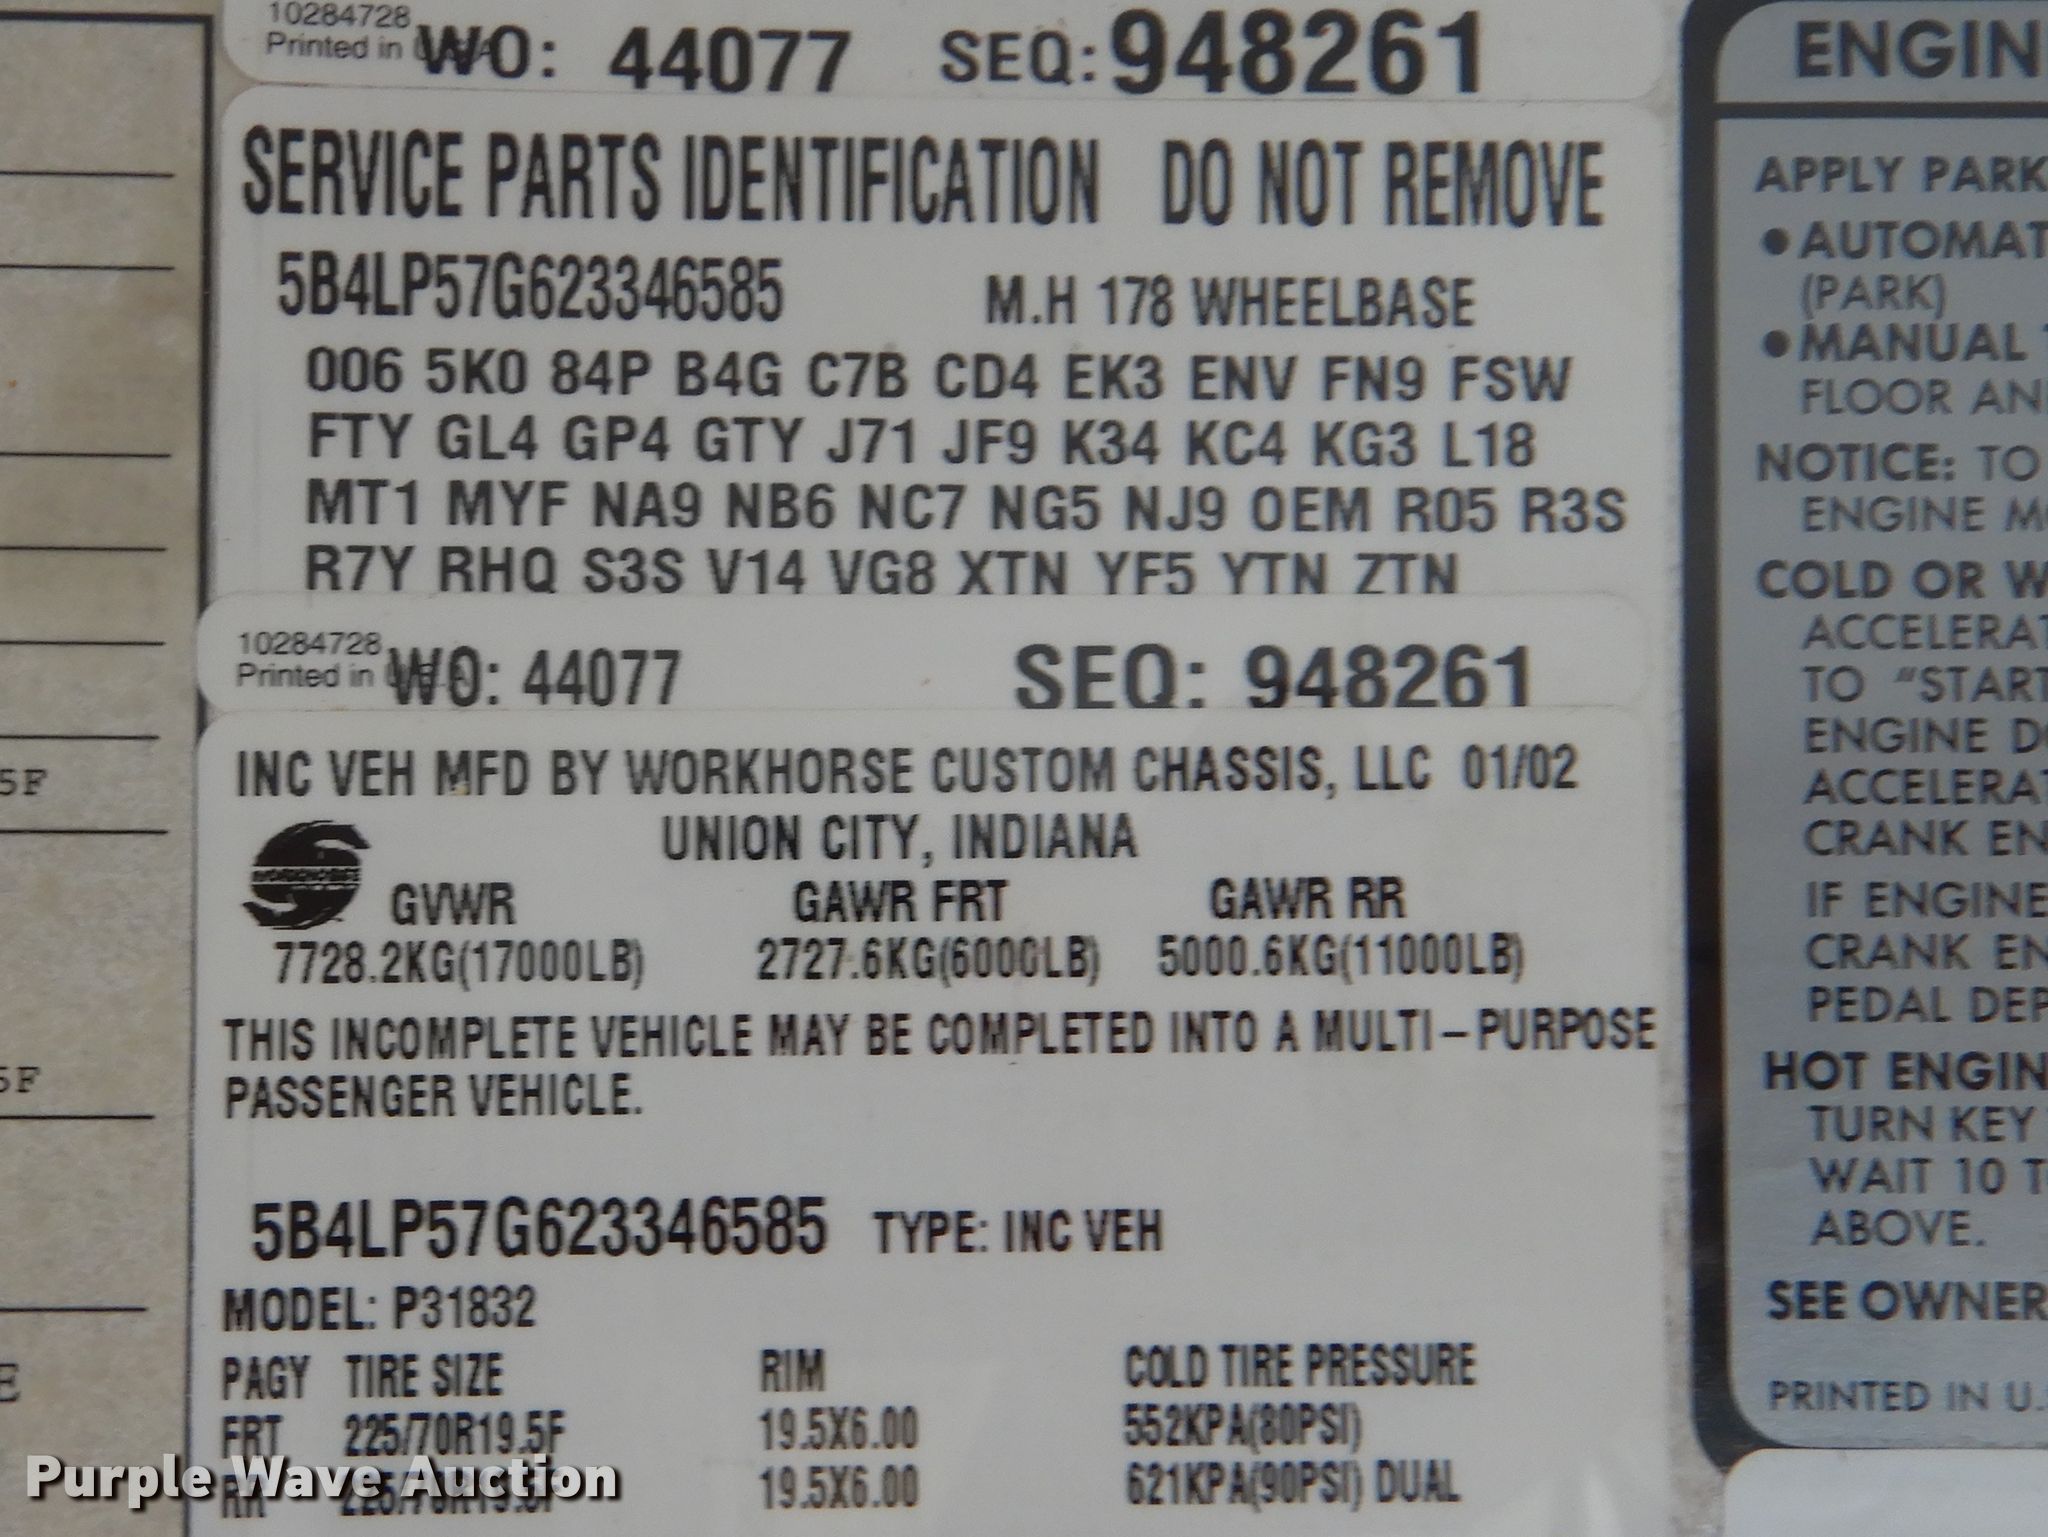 10284728
Printed in U.S.A
WO: 44077 SEQ: 948261
SERVICE PARTS IDENTIFICATION DO NOT REMOVE
5B4LP57G623346585 M.H 178 WHEELBASE
006 5K0 84P B4G C7B CD4 EK3 ENV FN9 FSW
FTY GL4 GP4 GTY J71 JF9 K34 KC4 KG3 L18
MT1 MYF NA9 NB6 NC7 NG5 NJ9 OEM R05 R3S
R7Y RHQ S3S V14 VG8 XTN YF5 YTN ZTN
10284728
Printed in U.S.A
WO: 44077 SEQ: 948261
INC VEH MFD BY WORKHORSE CUSTOM CHASSIS, LLC 01/02
UNION CITY, INDIANA
WORKHORSE
GVWR GAWR FRT GAWR RR
7728.2KG(17000LB) 2727.6KG(6000LB) 5000.6KG(11000LB)
THIS INCOMPLETE VEHICLE MAY BE COMPLETED INTO A MULTI-PURPOSE
PASSENGER VEHICLE.
5B4LP57G623346585 TYPE: INC VEH
MODEL: P31832
PAGY TIRE SIZE RIM COLD TIRE PRESSURE
FRT 225/70R19.5F 19.5X6.00 552KPA(80PSI)
RR 225/70R19.5F 19.5X6.00 621KPA(90PSI) DUAL
5F
5F
E
ENGIN
APPLY PARK
• AUTOMAT
(PARK)
• MANUAL T
FLOOR AN
NOTICE: TO
ENGINE M
COLD OR W
ACCELERAT
TO "START
ENGINE DO
ACCELERAT
CRANK EN
IF ENGINE
CRANK EN
PEDAL DEP
HOT ENGIN
TURN KEY
WAIT 10 T
ABOVE.
SEE OWNER
PRINTED IN U.
Purple Wave Auction